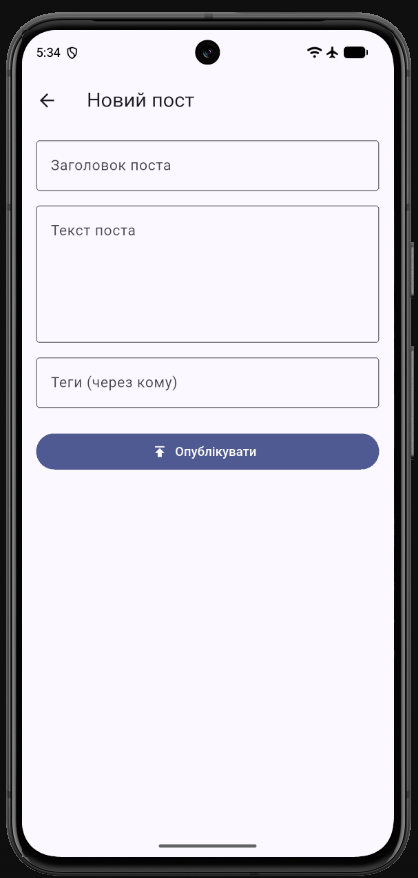 5:34
Новий пост
Заголовок поста
Текст поста
Теги (через кому)
Опублікувати